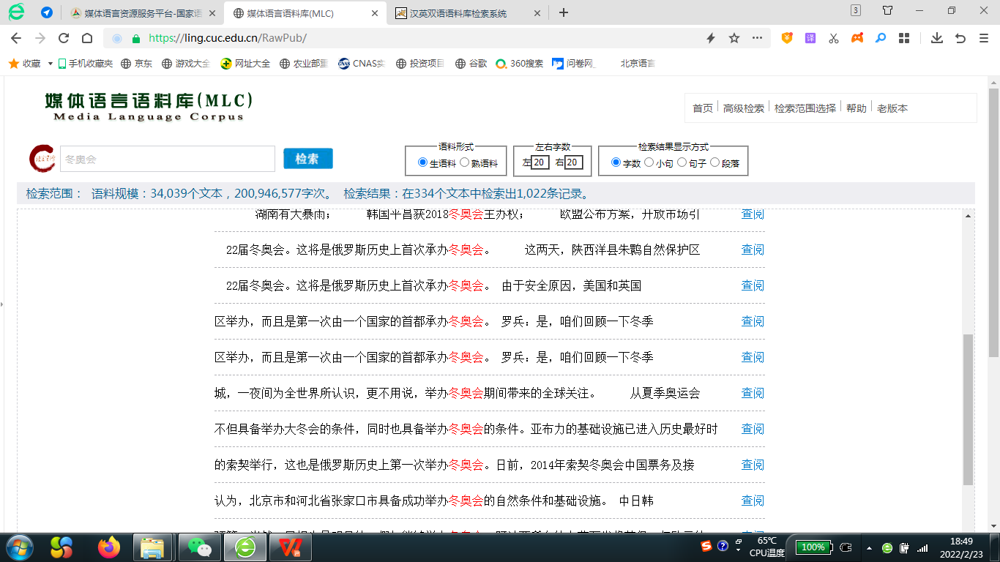 媒体语言资源服务平台-国家语
媒体语言语料库(MLC)
汉英双语语料库检索系统
3
https://ling.cuc.edu.cn/RawPub/
译
收藏 手机收藏夹 京东 游戏大全 网址大全 农业部重 CNAS实 投资项目 谷歌 360搜索 问卷网_ 北京语言
媒体语言语料库(MLC)
Media Language Corpus
首页 高级检索 检索范围选择 帮助 老版本
冬奥会
检索
语料形式
生语料 熟语料
左右字数
左 20 右 20
检索结果显示方式
字数 小句 句子 段落
检索范围： 语料规模：34,039个文本，200,946,577字次。 检索结果：在334个文本中检索出1,022条记录。
湖南有大暴雨； 韩国平昌获2018冬奥会主办权； 欧盟公布方案，开放市场引 查阅
22届冬奥会。这将是俄罗斯历史上首次承办冬奥会。 这两天，陕西洋县朱鹮自然保护区 查阅
22届冬奥会。这将是俄罗斯历史上首次承办冬奥会。 由于安全原因，美国和英国 查阅
区举办，而且是第一次由一个国家的首都承办冬奥会。 罗兵：是，咱们回顾一下冬季 查阅
区举办，而且是第一次由一个国家的首都承办冬奥会。 罗兵：是，咱们回顾一下冬季 查阅
城，一夜间为全世界所认识，更不用说，举办冬奥会期间带来的全球关注。 从夏季奥运会 查阅
不但具备举办大冬会的条件，同时也具备举办冬奥会的条件。亚布力的基础设施已进入历史最好时 查阅
的索契举行，这也是俄罗斯历史上第一次举办冬奥会。日前，2014年索契冬奥会中国票务及接 查阅
认为，北京市和河北省张家口市具备成功举办冬奥会的自然条件和基础设施。 中日韩 查阅
65℃
CPU温度
100%
18:49
2022/2/23